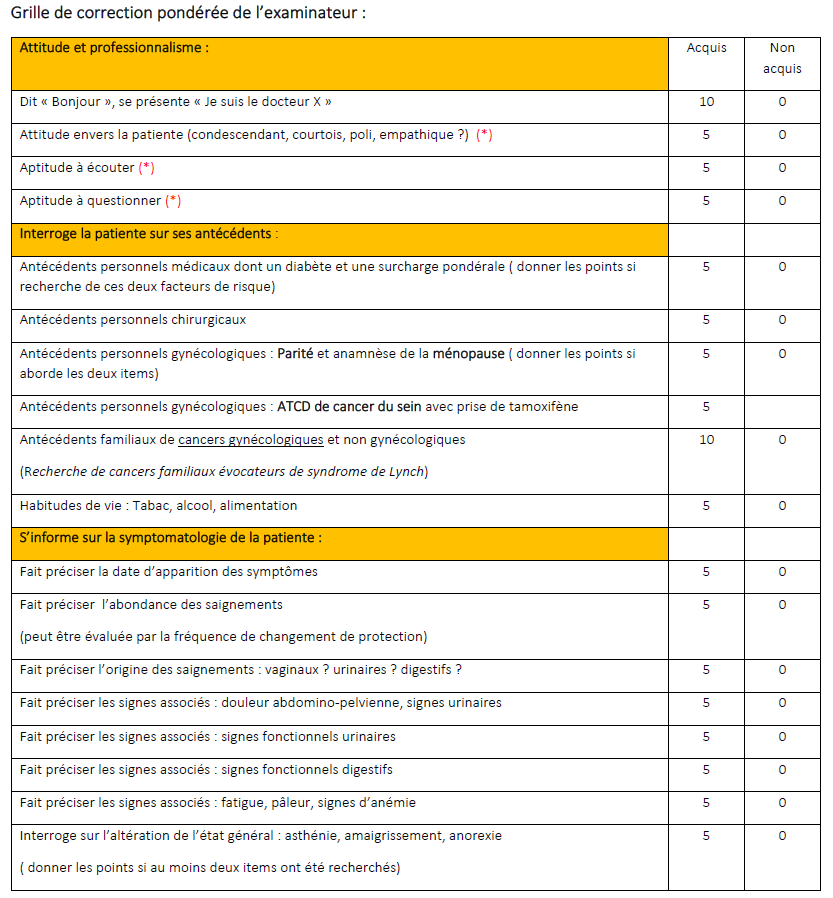 Grille de correction pondérée de l’examinateur :
Attitude et professionnalisme :
Acquis
Non
acquis
Dit « Bonjour », se présente « Je suis le docteur X »
10
0
Attitude envers la patiente (condescendant, courtois, poli, empathique ?) (*)
5
0
Aptitude à écouter (*)
5
0
Aptitude à questionner (*)
5
0
Interroge la patiente sur ses antécédents :
Antécédents personnels médicaux dont un diabète et une surcharge pondérale ( donner les points si
recherche de ces deux facteurs de risque)
5
0
Antécédents personnels chirurgicaux
5
0
Antécédents personnels gynécologiques : Parité et anamnèse de la ménopause ( donner les points si
aborde les deux items)
5
0
Antécédents personnels gynécologiques : ATCD de cancer du sein avec prise de tamoxifène
5
Antécédents familiaux de cancers gynécologiques et non gynécologiques
(Recherche de cancers familiaux évocateurs de syndrome de Lynch)
10
0
Habitudes de vie : Tabac, alcool, alimentation
5
0
S’informe sur la symptomatologie de la patiente :
Fait préciser la date d’apparition des symptômes
5
0
Fait préciser l’abondance des saignements
(peut être évaluée par la fréquence de changement de protection)
5
0
Fait préciser l’origine des saignements : vaginaux ? urinaires ? digestifs ?
5
0
Fait préciser les signes associés : douleur abdomino-pelvienne, signes urinaires
5
0
Fait préciser les signes associés : signes fonctionnels urinaires
5
0
Fait préciser les signes associés : signes fonctionnels digestifs
5
0
Fait préciser les signes associés : fatigue, pâleur, signes d’anémie
5
0
Interroge sur l’altération de l’état général : asthénie, amaigrissement, anorexie
( donner les points si au moins deux items ont été recherchés)
5
0